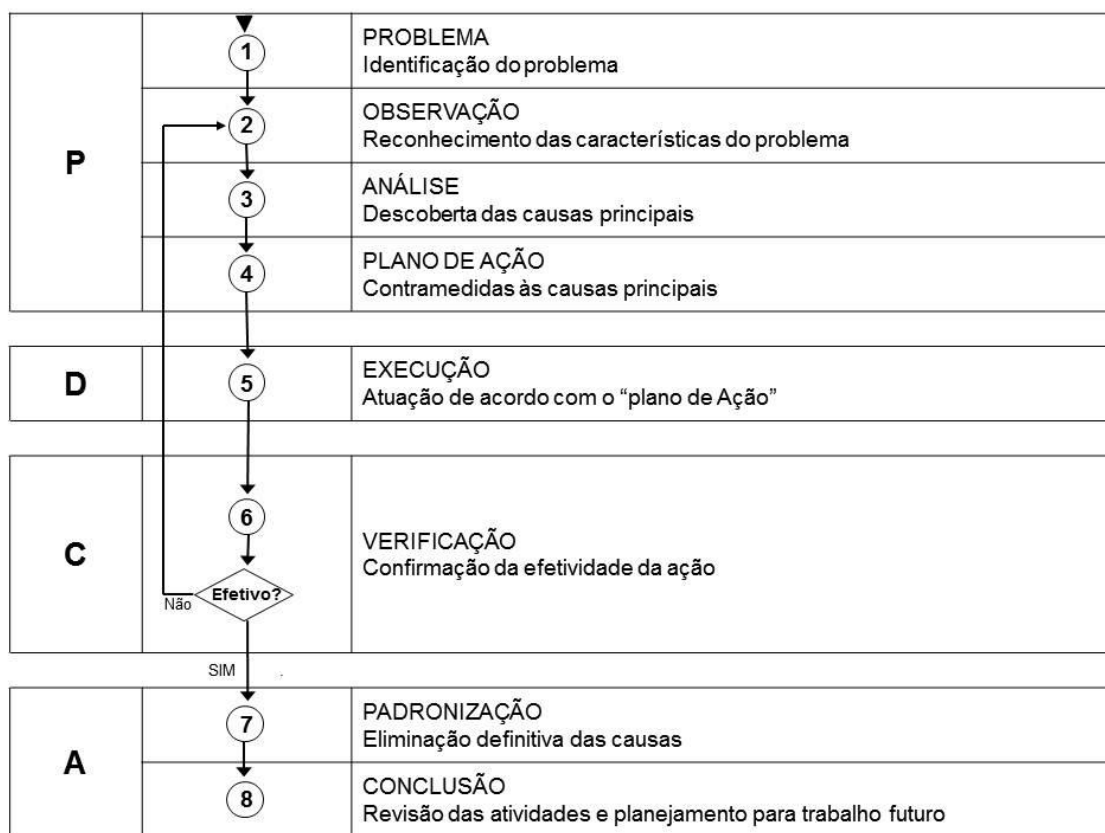 P
1
PROBLEMA
Identificação do problema
2
OBSERVAÇÃO
Reconhecimento das características do problema
3
ANÁLISE
Descoberta das causas principais
4
PLANO DE AÇÃO
Contramedidas às causas principais
D
5
EXECUÇÃO
Atuação de acordo com o “plano de Ação”
C
6
Efetivo?
Não
SIM
VERIFICAÇÃO
Confirmação da efetividade da ação
A
7
PADRONIZAÇÃO
Eliminação definitiva das causas
8
CONCLUSÃO
Revisão das atividades e planejamento para trabalho futuro